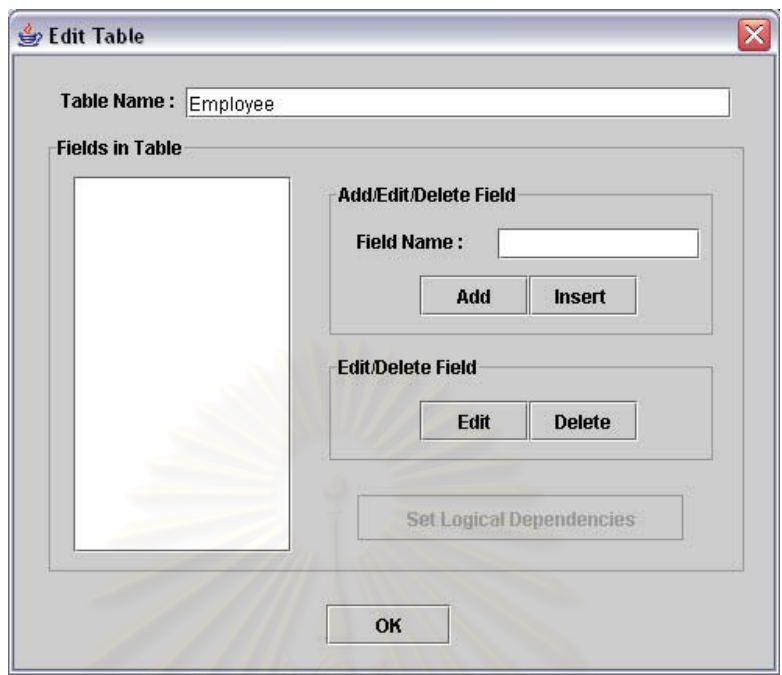 Edit Table
Table Name : Employee
Fields in Table
Add/Edit/Delete Field
Field Name :
Add Insert
Edit/Delete Field
Edit Delete
Set Logical Dependencies
OK